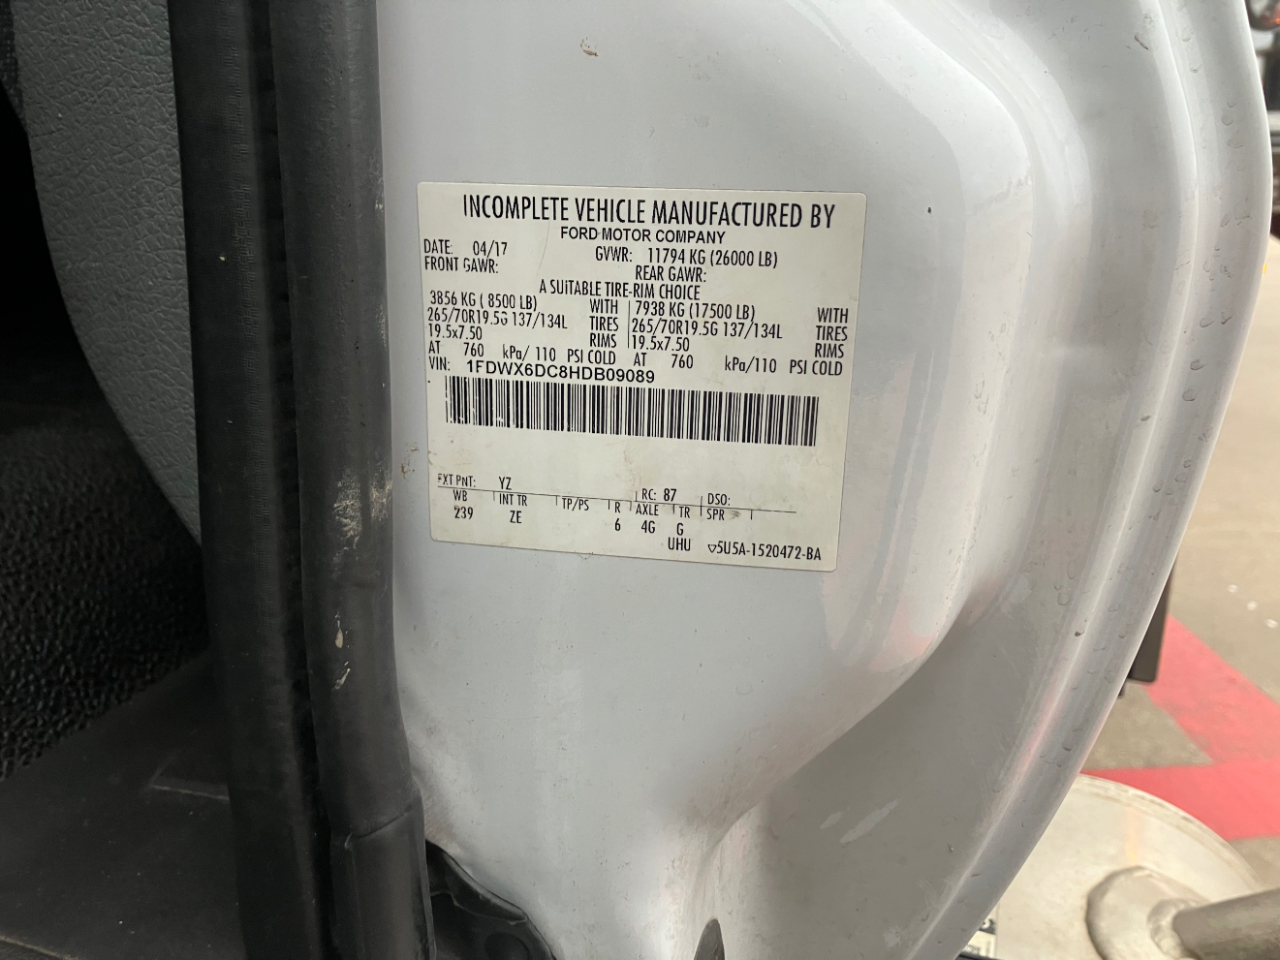 INCOMPLETE VEHICLE MANUFACTURED BY
FORD MOTOR COMPANY
DATE: 04/17 GVWR: 11794 KG (26000 LB)
FRONT GAWR: REAR GAWR:
A SUITABLE TIRE-RIM CHOICE
3856 KG ( 8500 LB) WITH 7938 KG (17500 LB) WITH
265/70R19.5G 137/134L TIRES 265/70R19.5G 137/134L TIRES
19.5x7.50 RIMS 19.5x7.50 RIMS
AT 760 kPa/ 110 PSI COLD AT 760 kPa/110 PSI COLD
VIN: 1FDWX6DC8HDB09089
EXT PNT: YZ RC: 87 DSO:
WB INT TR TP/PS R AXLE TR SPR
239 ZE 6 4G G
UHU ▽5U5A-1520472-BA